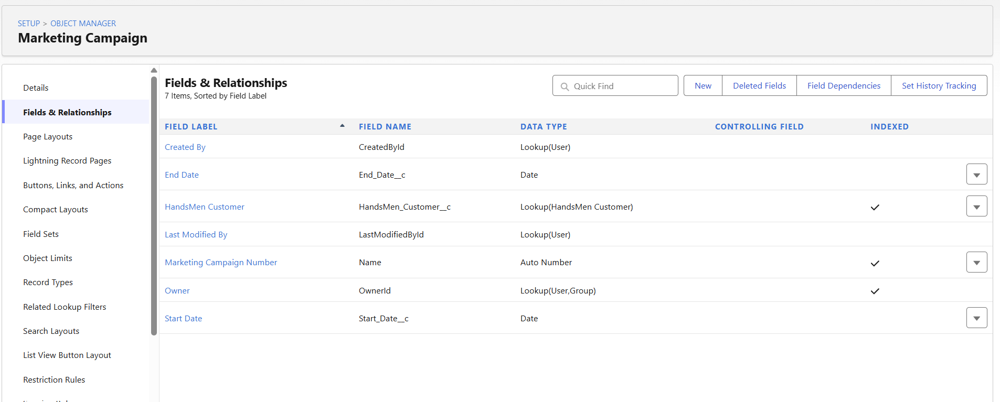 SETUP > OBJECT MANAGER
Marketing Campaign
Details
Fields & Relationships
Page Layouts
Lightning Record Pages
Buttons, Links, and Actions
Compact Layouts
Field Sets
Object Limits
Record Types
Related Lookup Filters
Search Layouts
List View Button Layout
Restriction Rules
Fields & Relationships
7 Items, Sorted by Field Label
Quick Find
New Deleted Fields Field Dependencies Set History Tracking
FIELD LABEL FIELD NAME DATA TYPE CONTROLLING FIELD INDEXED
Created By CreatedById Lookup(User)
End Date End_Date__c Date
HandsMen Customer HandsMen_Customer__c Lookup(HandsMen Customer)
Last Modified By LastModifiedById Lookup(User)
Marketing Campaign Number Name Auto Number
Owner OwnerId Lookup(User,Group)
Start Date Start_Date__c Date